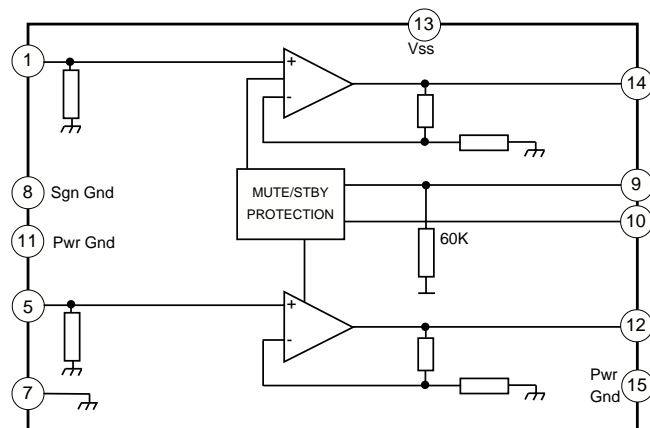 13
Vss
1
+
-
14
8
Sgn Gnd
MUTE/STBY
PROTECTION
9
10
11
Pwr Gnd
60K
5
+
-
12
7
Pwr
Gnd
15